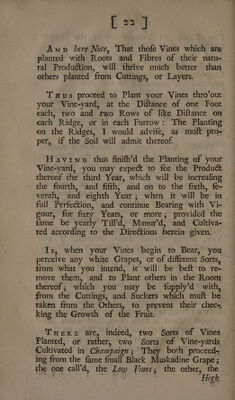 [ 22 ]
AND here Note, That thoſe Vines which are
planted with Roots and Fibres of their natu-
ral Production, will thrive much better than
others planted from Cuttings, or Layers.
THUS proceed to Plant your Vines thro'out
your Vine-yard, at the Diſtance of one Foot
each, two and two Rows of like Diſtance on
each Ridge, or in each Furrow: The Planting
on the Ridges, I would adviſe, as moſt pro-
per, if the Soil will admit thereof.
HAVING thus finiſh'd the Planting of your
Vine-yard, you may expect to ſee the Product
thereof the third Year, which will be increaſing
the fourth, and fifth, and on to the ſixth, ſe-
venth, and eighth Year; when it will be in
full Perfection, and continue Bearing with Vi-
gour, for ſixty Years, or more; provided the
ſame be yearly Till'd, Manur'd, and Cultiva-
ted according to the Directions herein given.
IF, when your Vines begin to Bear, you
perceive any white Grapes, or of different Sorts,
from what you intend, it will be beſt to re-
move them, and to Plant others in the Room
thereof; which you may be ſupply'd with,
from the Cuttings, and Suckers which muſt be
taken from the Others, to prevent their chec-
king the Growth of the Fruit.
THERE are, indeed, two Sorts of Vines
Planted, or rather, two Sorts of Vine-yards
Cultivated in Champaign; They both proceed-
ing from the ſame ſmall Black Muſkadine Grape;
the one call'd, the Low Vines; the other, the
High